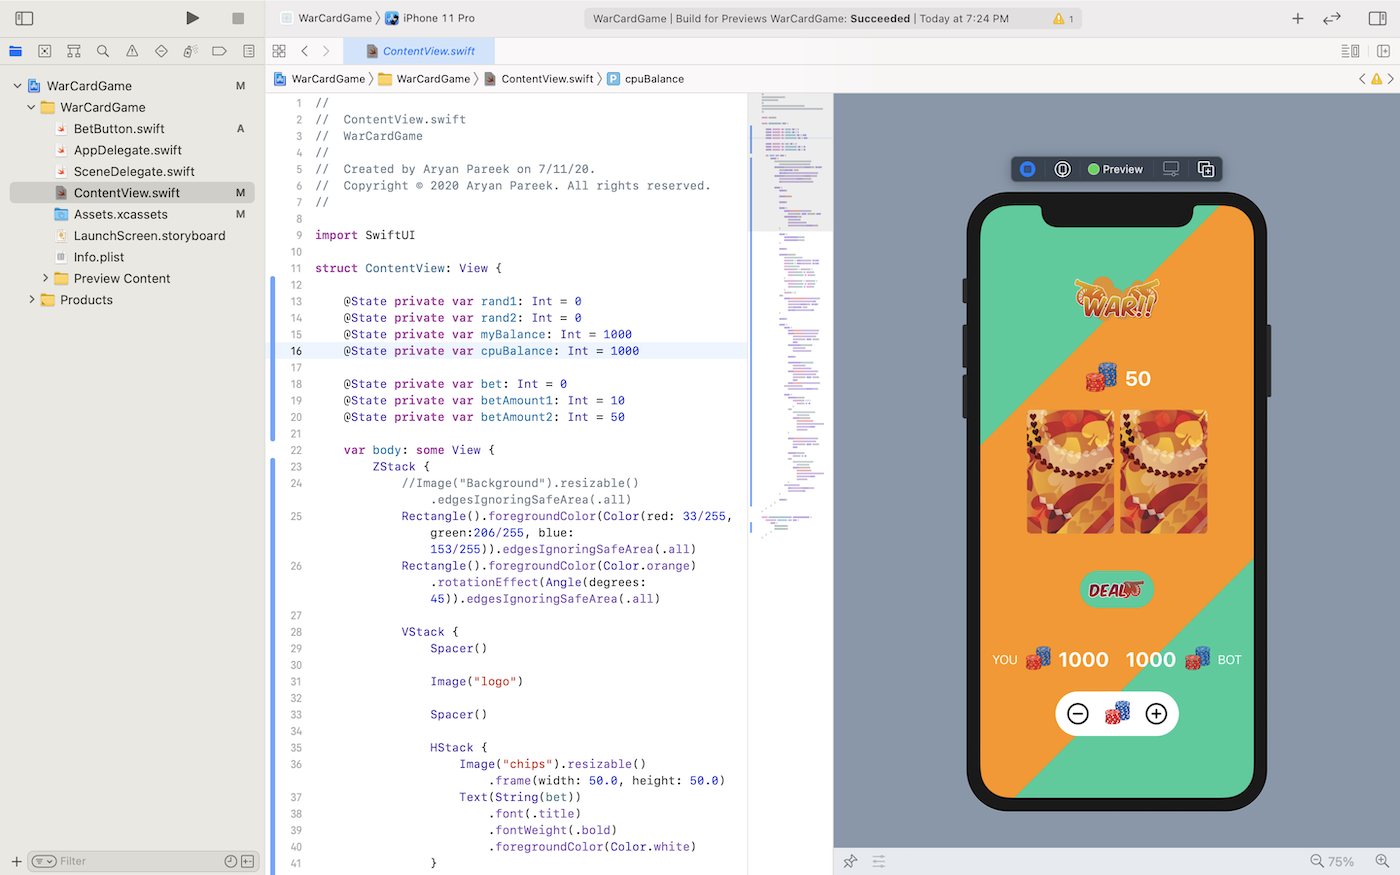 WarCardGame
iPhone 11 Pro
WarCardGame | Build for Previews WarCardGame: Succeeded | Today at 7:24 PM
1
ContentView.swift
WarCardGame
WarCardGame
ContentView.swift
P
cpuBalance
WarCardGame M
WarCardGame
BetButton.swift A
AppDelegate.swift
SceneDelegate.swift
ContentView.swift M
Assets.xcassets M
LaunchScreen.storyboard
Info.plist
Preview Content
Products
Filter
1 //
2 //  ContentView.swift
3 //  WarCardGame
4 //
5 //  Created by Aryan Pareek on 7/11/20.
6 //  Copyright © 2020 Aryan Pareek. All rights reserved.
7 //
8
9 import SwiftUI
10
11 struct ContentView: View {
12
13 @State private var rand1: Int = 0
14 @State private var rand2: Int = 0
15 @State private var myBalance: Int = 1000
16 @State private var cpuBalance: Int = 1000
17
18 @State private var bet: Int = 0
19 @State private var betAmount1: Int = 10
20 @State private var betAmount2: Int = 50
21
22 var body: some View {
23 ZStack {
24 //Image("Background").resizable()
.edgesIgnoringSafeArea(.all)
25 Rectangle().foregroundColor(Color(red: 33/255,
green:206/255, blue:
153/255)).edgesIgnoringSafeArea(.all)
26 Rectangle().foregroundColor(Color.orange)
.rotationEffect(Angle(degrees:
45)).edgesIgnoringSafeArea(.all)
27
28 VStack {
29 Spacer()
30
31 Image("logo")
32
33 Spacer()
34
35 HStack {
36 Image("chips").resizable()
.frame(width: 50.0, height: 50.0)
37 Text(String(bet))
38 .font(.title)
39 .fontWeight(.bold)
40 .foregroundColor(Color.white)
41 }
Preview
WAR!!
50
DEAL
YOU 1000 1000 BOT
75%